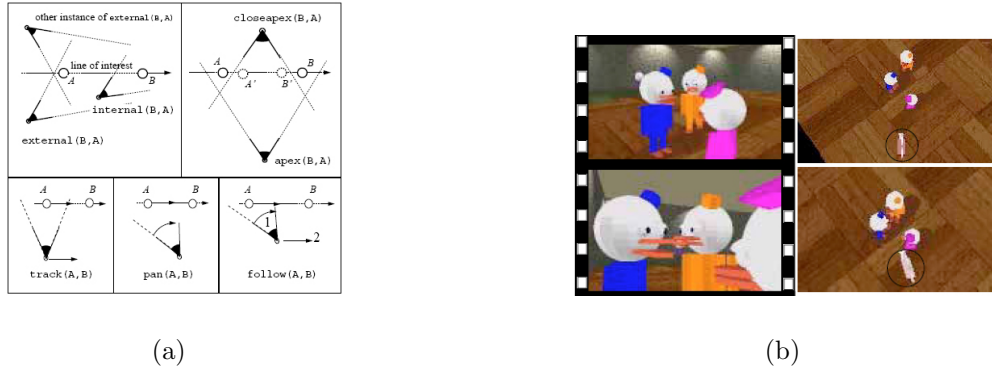 other instance of external(B,A)
line of interest
A
B
internal(B,A)
external(B,A)
closeapex(B,A)
A
B
A'
B'
apex(B,A)
A
B
track(A,B)
A
B
pan(A,B)
A
B
1
2
follow(A,B)
(a)
(b)